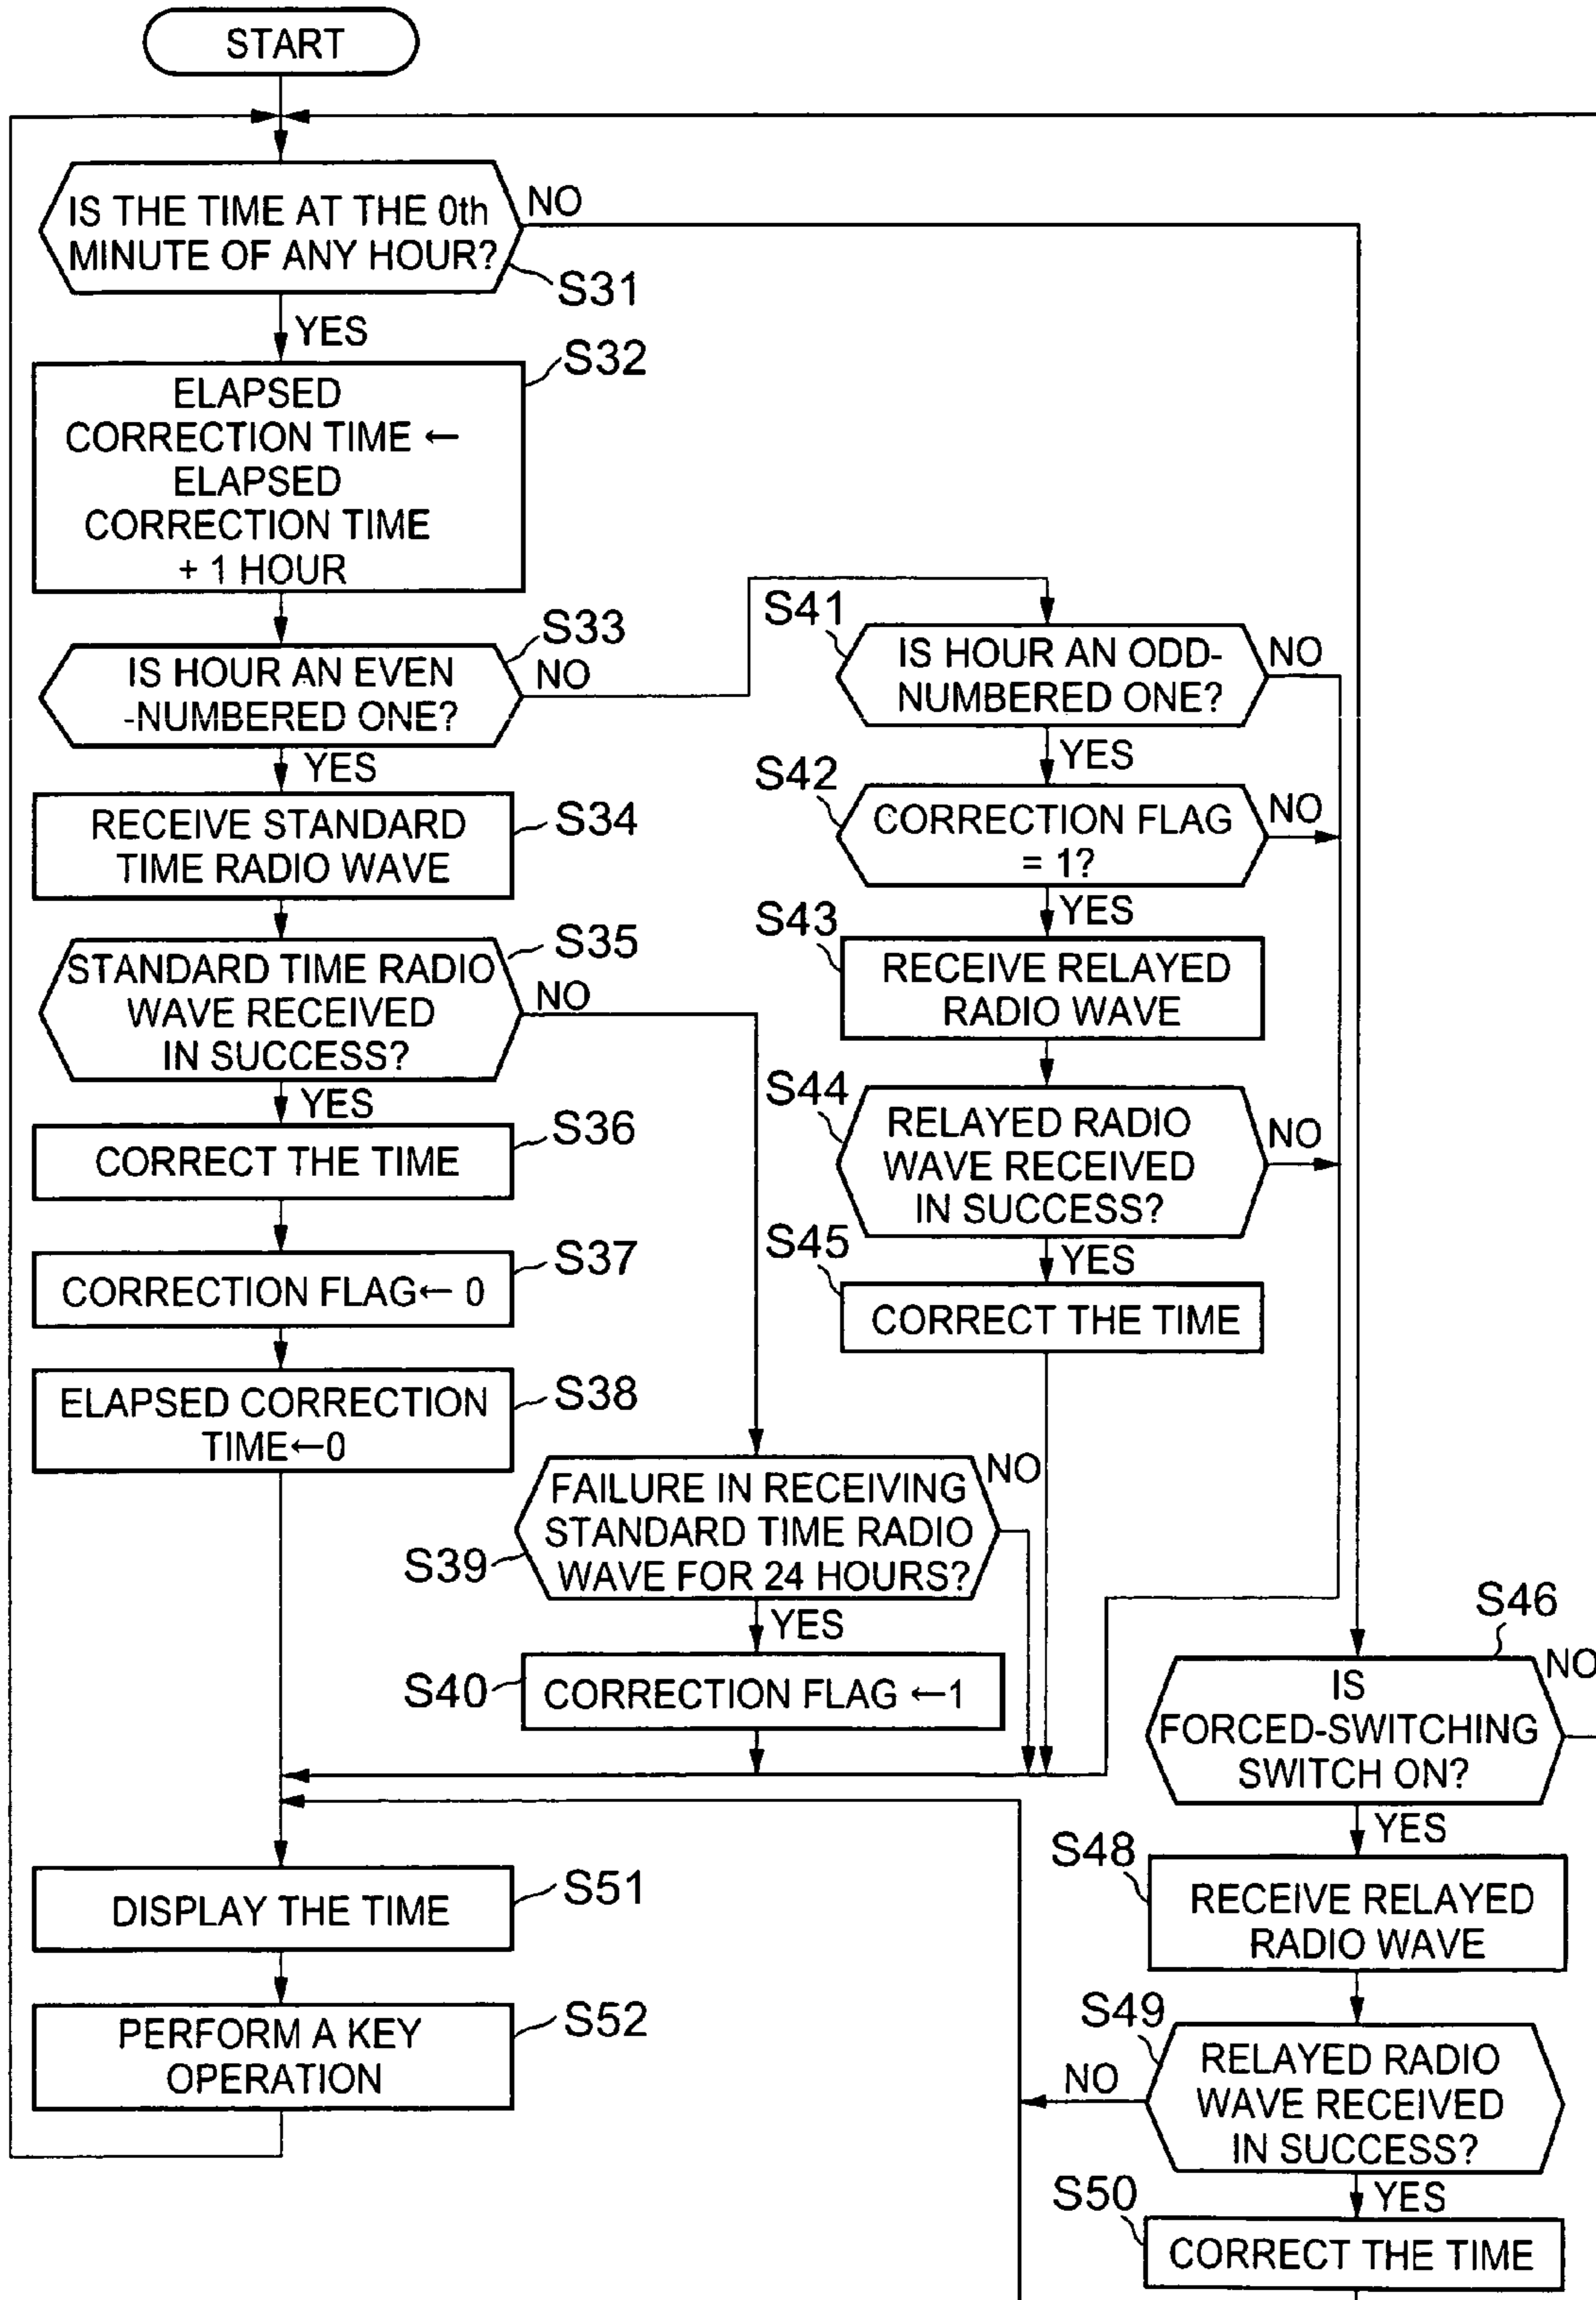 START
IS THE TIME AT THE 0th
MINUTE OF ANY HOUR?
NO
S31
YES
S32
ELAPSED
CORRECTION TIME ←
ELAPSED
CORRECTION TIME
+ 1 HOUR
S33
IS HOUR AN EVEN
-NUMBERED ONE?
NO
YES
RECEIVE STANDARD
TIME RADIO WAVE
S34
S35
STANDARD TIME RADIO
WAVE RECEIVED
IN SUCCESS?
NO
YES
CORRECT THE TIME
S36
CORRECTION FLAG← 0
S37
ELAPSED CORRECTION
TIME←0
S38
FAILURE IN RECEIVING
STANDARD TIME RADIO
WAVE FOR 24 HOURS?
NO
S39
YES
S40
CORRECTION FLAG ←1
S41
IS HOUR AN ODD-
NUMBERED ONE?
NO
YES
S42
CORRECTION FLAG
= 1?
NO
YES
S43
RECEIVE RELAYED
RADIO WAVE
S44
RELAYED RADIO
WAVE RECEIVED
IN SUCCESS?
NO
S45
YES
CORRECT THE TIME
S46
IS
FORCED-SWITCHING
SWITCH ON?
NO
YES
S48
RECEIVE RELAYED
RADIO WAVE
S49
RELAYED RADIO
WAVE RECEIVED
IN SUCCESS?
NO
YES
S50
CORRECT THE TIME
DISPLAY THE TIME
S51
PERFORM A KEY
OPERATION
S52